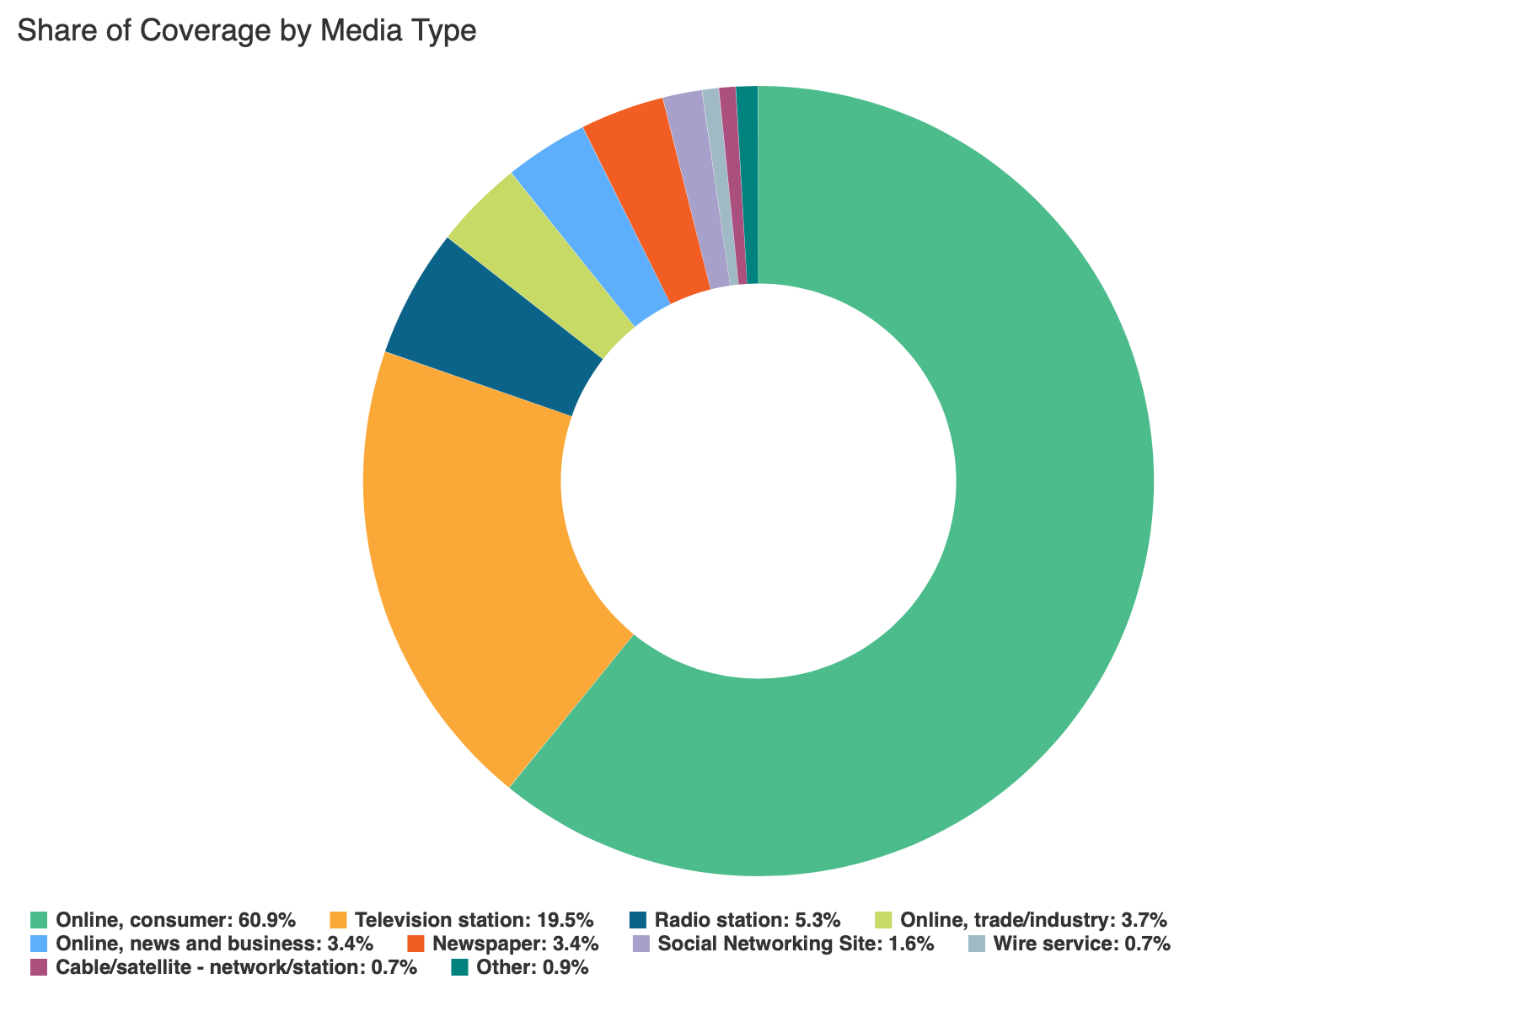 Share of Coverage by Media Type
Online, consumer: 60.9% Television station: 19.5% Radio station: 5.3% Online, trade/industry: 3.7%
Online, news and business: 3.4% Newspaper: 3.4% Social Networking Site: 1.6% Wire service: 0.7%
Cable/satellite - network/station: 0.7% Other: 0.9%